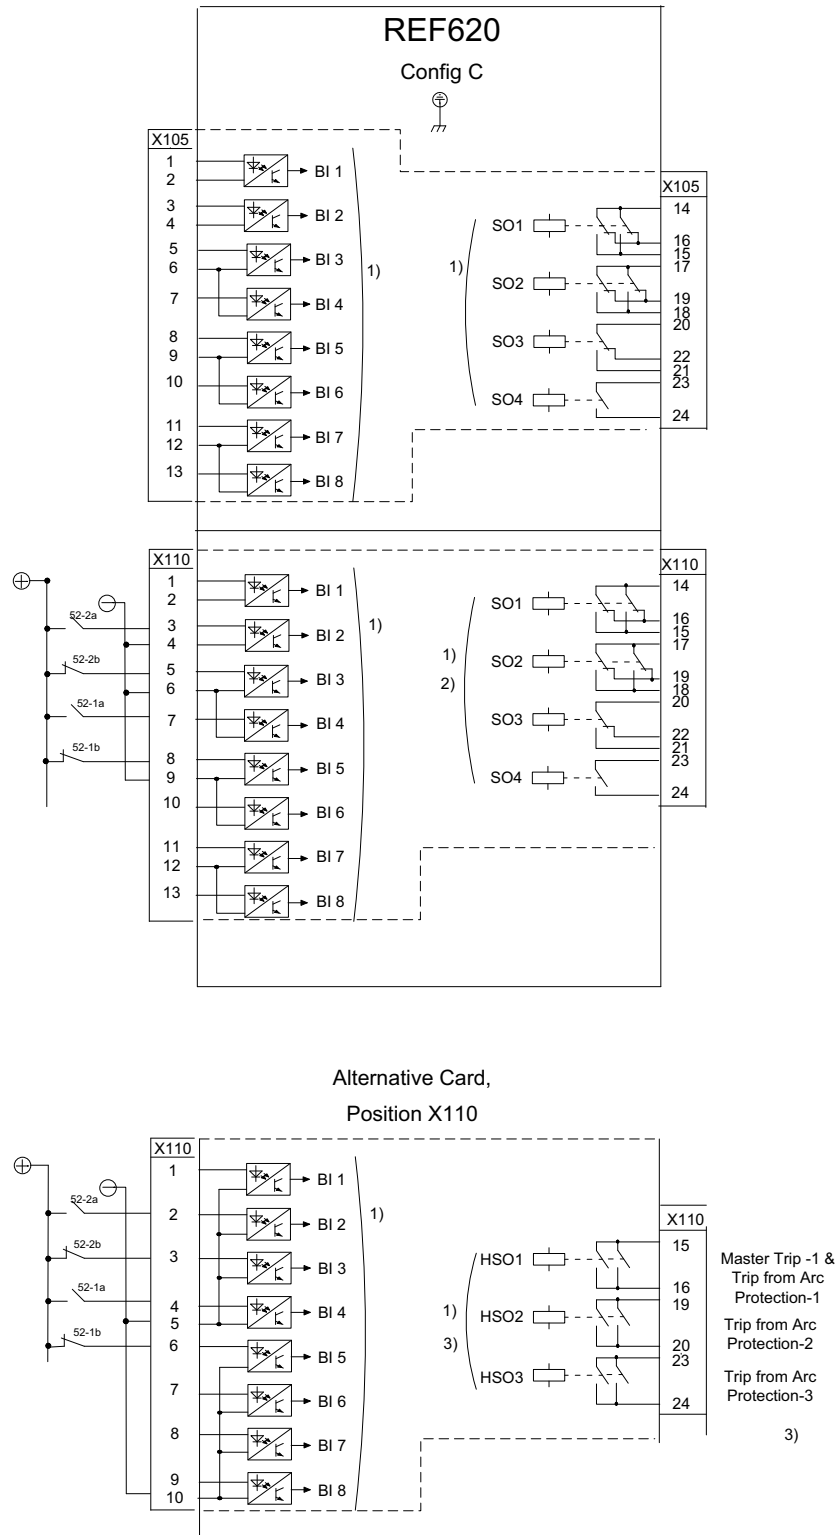 REF620
Config C
X105
1
2
BI 1
3
4
BI 2
5
6
BI 3
7
BI 4
8
9
BI 5
10
BI 6
11
12
BI 7
13
BI 8
1)
1)
SO1
SO2
SO3
SO4
X105
14
16
15
17
19
18
20
22
21
23
24
X110
52-2a
52-2b
52-1a
52-1b
1
2
BI 1
3
4
BI 2
5
6
BI 3
7
BI 4
8
9
BI 5
10
BI 6
11
12
BI 7
13
BI 8
1)
1)
2)
SO1
SO2
SO3
SO4
X110
14
16
15
17
19
18
20
22
21
23
24
Alternative Card,
Position X110
X110
52-2a
52-2b
52-1a
52-1b
1
BI 1
2
BI 2
3
BI 3
4
5
BI 4
6
BI 5
7
BI 6
8
BI 7
9
10
BI 8
1)
1)
3)
HSO1
HSO2
HSO3
X110
15
16
19
20
23
24
Master Trip -1 &
Trip from Arc
Protection-1
Trip from Arc
Protection-2
Trip from Arc
Protection-3
3)